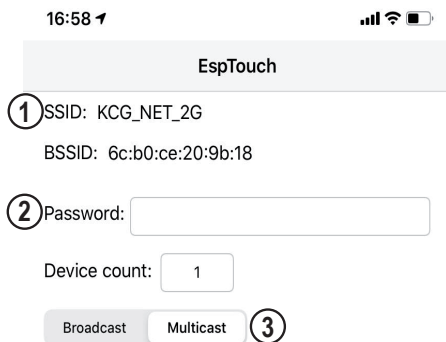 16:58
EspTouch
1 SSID: KCG_NET_2G
BSSID: 6c:b0:ce:20:9b:18
2 Password:
Device count: 1
Broadcast Multicast 3